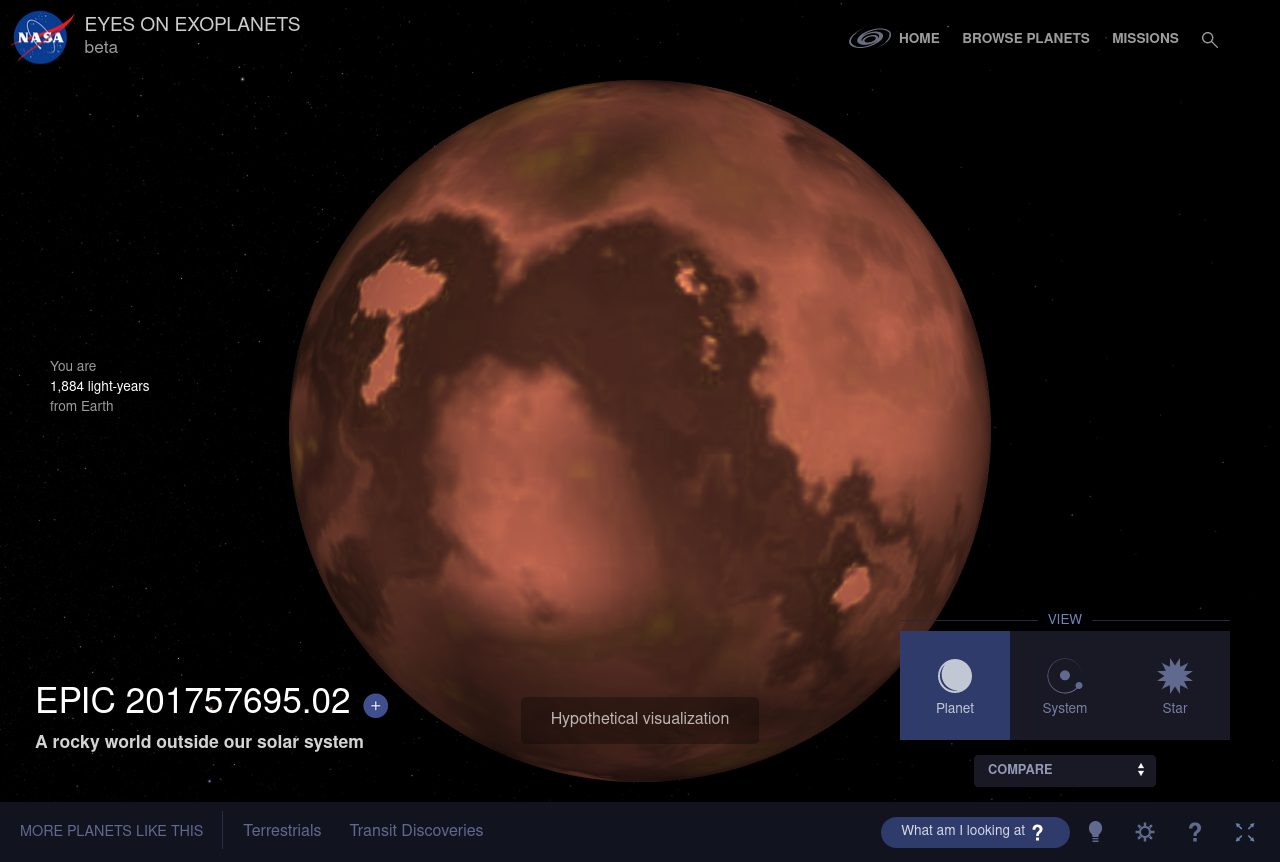 NASA
EYES ON EXOPLANETS
beta
HOME
BROWSE PLANETS
MISSIONS
You are
1,884 light-years
from Earth
EPIC 201757695.02 +
A rocky world outside our solar system
Hypothetical visualization
VIEW
Planet
System
Star
COMPARE
MORE PLANETS LIKE THIS
Terrestrials
Transit Discoveries
What am I looking at ?
?